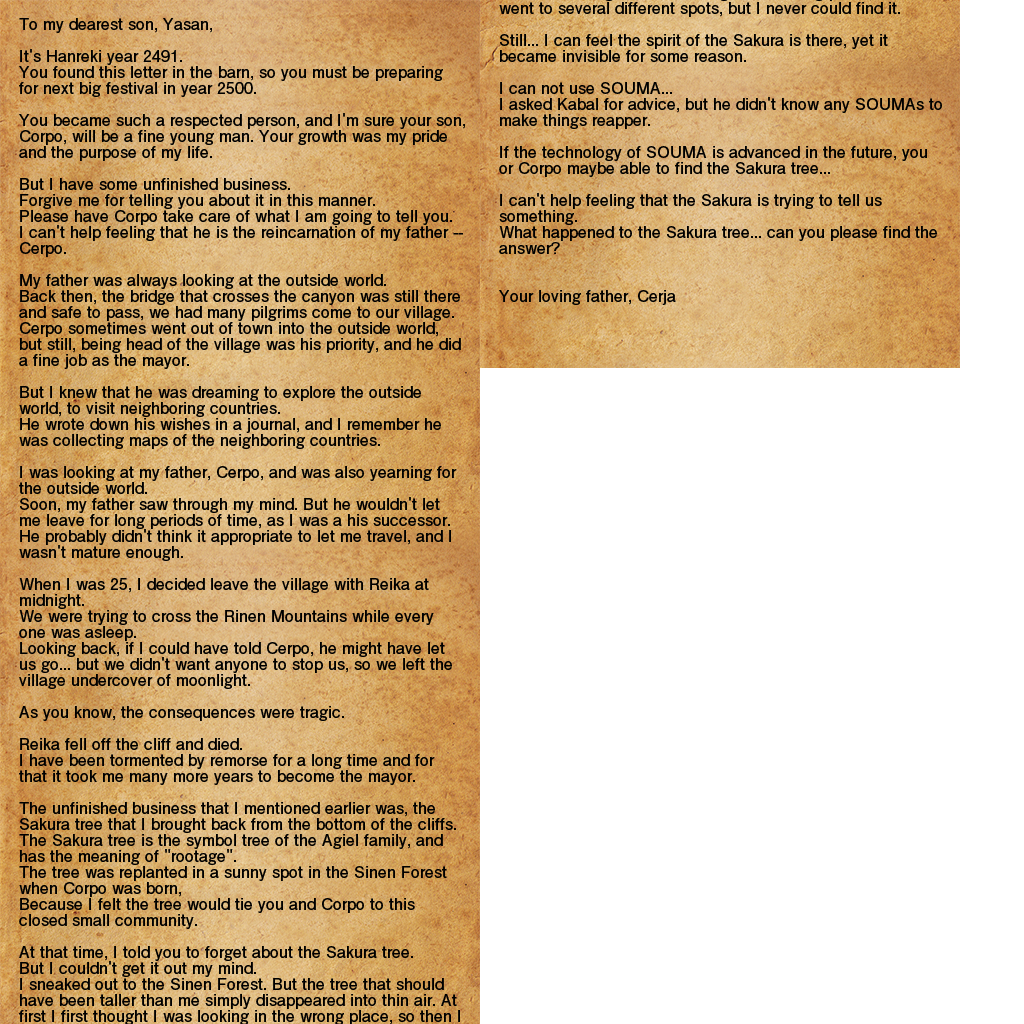 To my dearest son, Yasan,
It's Hanreki year 2491.
You found this letter in the barn, so you must be preparing
for next big festival in year 2500.
You became such a respected person, and I'm sure your son,
Corpo, will be a fine young man. Your growth was my pride
and the purpose of my life.
But I have some unfinished business.
Forgive me for telling you about it in this manner.
Please have Corpo take care of what I am going to tell you.
I can't help feeling that he is the reincarnation of my father --
Cerpo.
My father was always looking at the outside world.
Back then, the bridge that crosses the canyon was still there
and safe to pass, we had many pilgrims come to our village.
Cerpo sometimes went out of town into the outside world,
but still, being head of the village was his priority, and he did
a fine job as the mayor.
But I knew that he was dreaming to explore the outside
world, to visit neighboring countries.
He wrote down his wishes in a journal, and I remember he
was collecting maps of the neighboring countries.
I was looking at my father, Cerpo, and was also yearning for
the outside world.
Soon, my father saw through my mind. But he wouldn't let
me leave for long periods of time, as I was a his successor.
He probably didn't think it appropriate to let me travel, and I
wasn't mature enough.
When I was 25, I decided leave the village with Reika at
midnight.
We were trying to cross the Rinen Mountains while every
one was asleep.
Looking back, if I could have told Cerpo, he might have let
us go... but we didn't want anyone to stop us, so we left the
village undercover of moonlight.
As you know, the consequences were tragic.
Reika fell off the cliff and died.
I have been tormented by remorse for a long time and for
that it took me many more years to become the mayor.
The unfinished business that I mentioned earlier was, the
Sakura tree that I brought back from the bottom of the cliffs.
The Sakura tree is the symbol tree of the Agiel family, and
has the meaning of "rootage".
The tree was replanted in a sunny spot in the Sinen Forest
when Corpo was born,
Because I felt the tree would tie you and Corpo to this
closed small community.
At that time, I told you to forget about the Sakura tree.
But I couldn't get it out my mind.
I sneaked out to the Sinen Forest. But the tree that should
have been taller than me simply disappeared into thin air. At
first I first thought I was looking in the wrong place, so then I
went to several different spots, but I never could find it.
Still... I can feel the spirit of the Sakura is there, yet it
became invisible for some reason.
I can not use SOUMA...
I asked Kabal for advice, but he didn't know any SOUMAs to
make things reapper.
If the technology of SOUMA is advanced in the future, you
or Corpo maybe able to find the Sakura tree...
I can't help feeling that the Sakura is trying to tell us
something.
What happened to the Sakura tree... can you please find the
answer?
Your loving father, Cerja